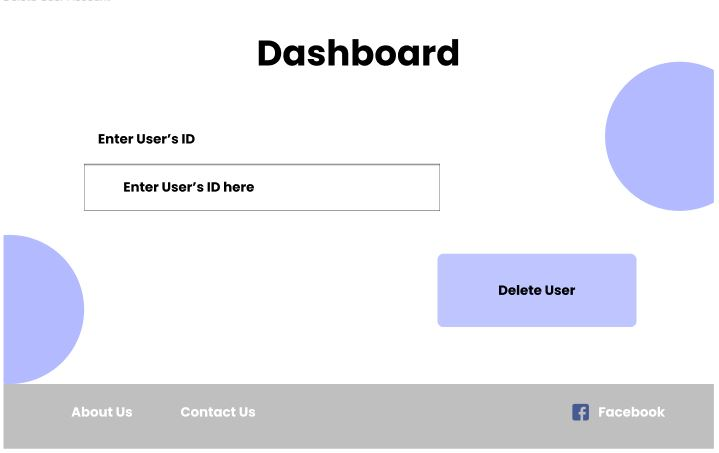 Dashboard
Enter User’s ID
Enter User’s ID here
Delete User
About Us
Contact Us
Facebook